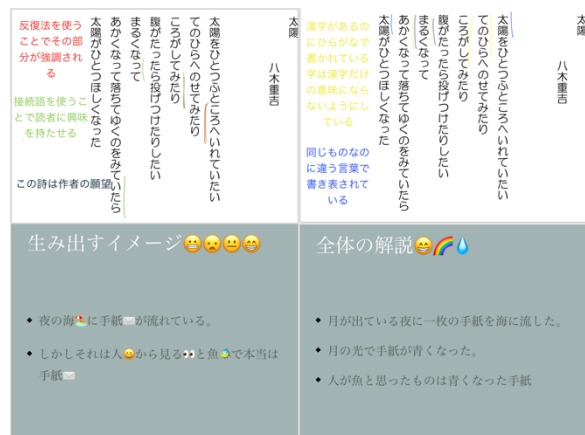 太陽
八木重吉
太陽をひとつふところへいれていたい
てのひらへのせてみたり
ころがしてみたり
腹がたったら投げつけたりしたい
まるくなって
あかくなって落ちてゆくのをみていたら
太陽がひとつほしくなった
反復法を使う
ことでその部
分が強調され
る
接続語を使うこ
とで読者に興味
を持たせる
この詩は作者の願望
太陽
八木重吉
太陽をひとつふところへいれていたい
てのひらへのせてみたり
ころがしてみたり
腹がたったら投げつけたりしたい
まるくなって
あかくなって落ちてゆくのをみていたら
太陽がひとつほしくなった
漢字があるの
にひらがなで
書かれている
字は漢字だけ
の意味になら
ないようにし
ている
同じものなの
に違う言葉で
書き表されて
いる
生み出すイメージ😁😧😐😁
◆ 夜の海🏖️に手紙✉️が流れている。
◆ しかしそれは人😀から見る👀と魚🐠で本当は
手紙✉️
全体の解説😁🌈💧
◆ 月が出ている夜に一枚の手紙を海に流した。
◆ 月の光で手紙が青くなった。
◆ 人が魚と思ったものは青くなった手紙